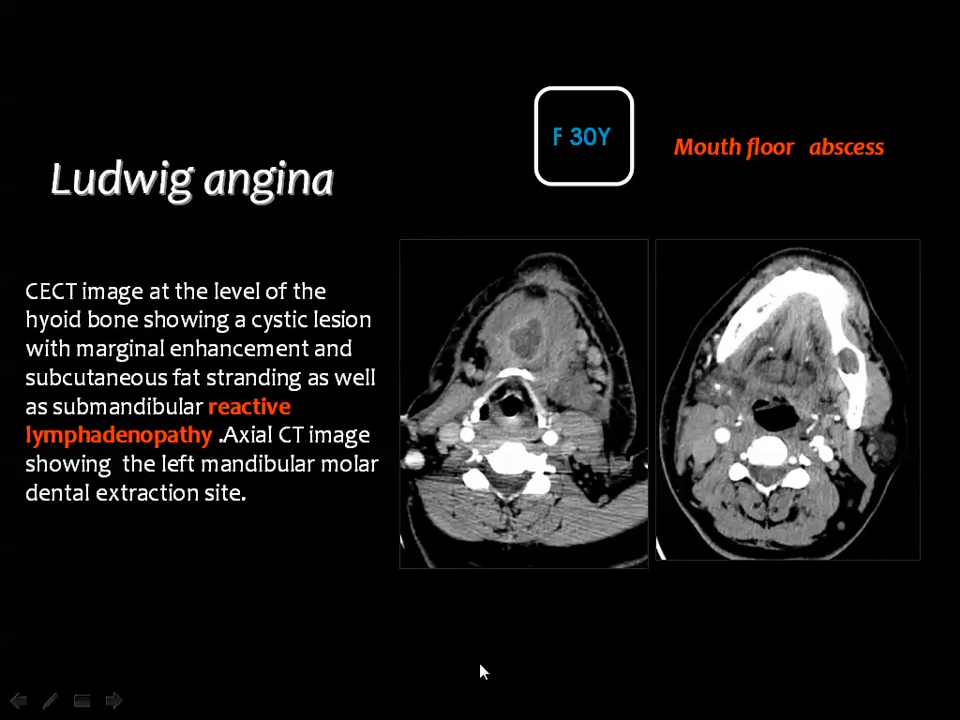 F 30Y
Mouth floor abscess
Ludwig angina
CECT image at the level of the
hyoid bone showing a cystic lesion
with marginal enhancement and
subcutaneous fat stranding as well
as submandibular reactive
lymphadenopathy .Axial CT image
showing the left mandibular molar
dental extraction site.